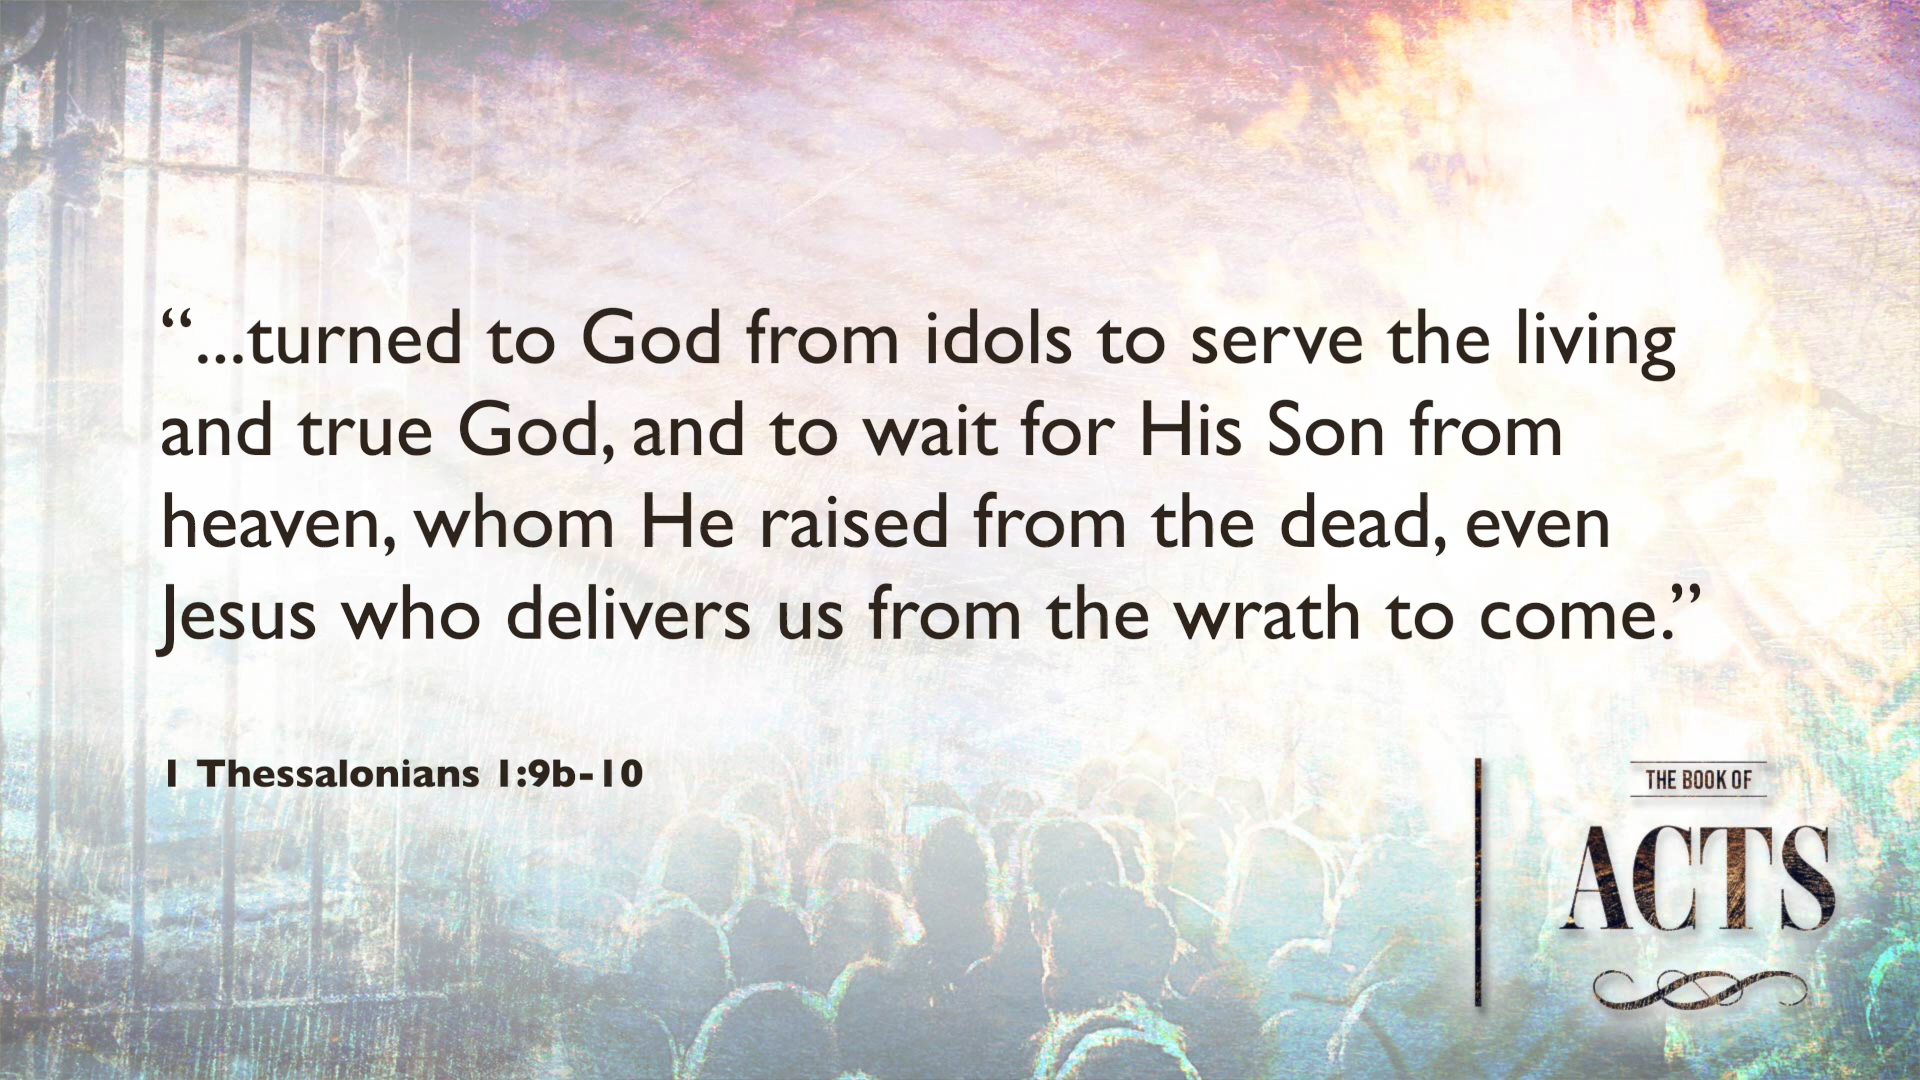 “...turned to God from idols to serve the living
and true God, and to wait for His Son from
heaven, whom He raised from the dead, even
Jesus who delivers us from the wrath to come.”
1 Thessalonians 1:9b-10
THE BOOK OF
ACTS